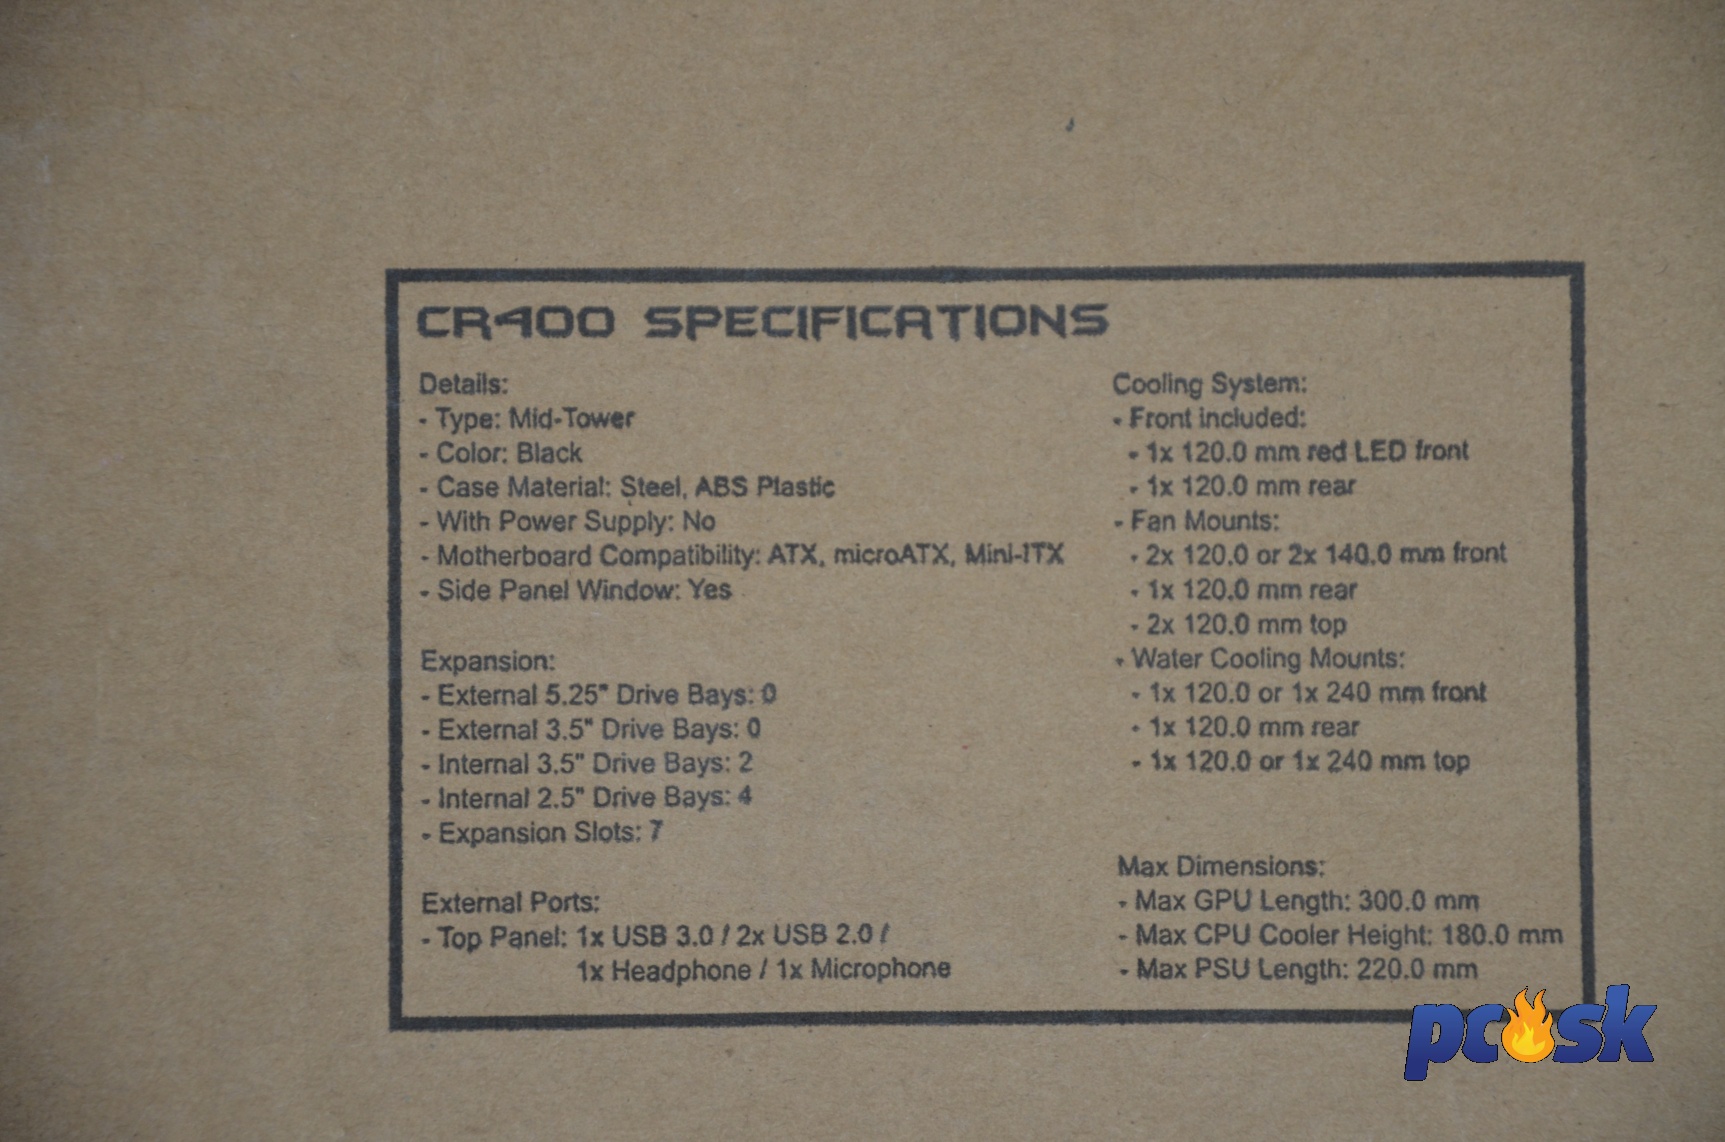 CR400 SPECIFICATIONS
Details:
- Type: Mid-Tower
- Color: Black
- Case Material: Steel, ABS Plastic
- With Power Supply: No
- Motherboard Compatibility: ATX, microATX, Mini-ITX
- Side Panel Window: Yes
Expansion:
- External 5.25" Drive Bays: 0
- External 3.5" Drive Bays: 0
- Internal 3.5" Drive Bays: 2
- Internal 2.5" Drive Bays: 4
- Expansion Slots: 7
External Ports:
- Top Panel: 1x USB 3.0 / 2x USB 2.0 /
1x Headphone / 1x Microphone
Cooling System:
- Front included:
- 1x 120.0 mm red LED front
- 1x 120.0 mm rear
- Fan Mounts:
- 2x 120.0 or 2x 140.0 mm front
- 1x 120.0 mm rear
- 2x 120.0 mm top
- Water Cooling Mounts:
- 1x 120.0 or 1x 240 mm front
- 1x 120.0 mm rear
- 1x 120.0 or 1x 240 mm top
Max Dimensions:
- Max GPU Length: 300.0 mm
- Max CPU Cooler Height: 180.0 mm
- Max PSU Length: 220.0 mm
pc sk